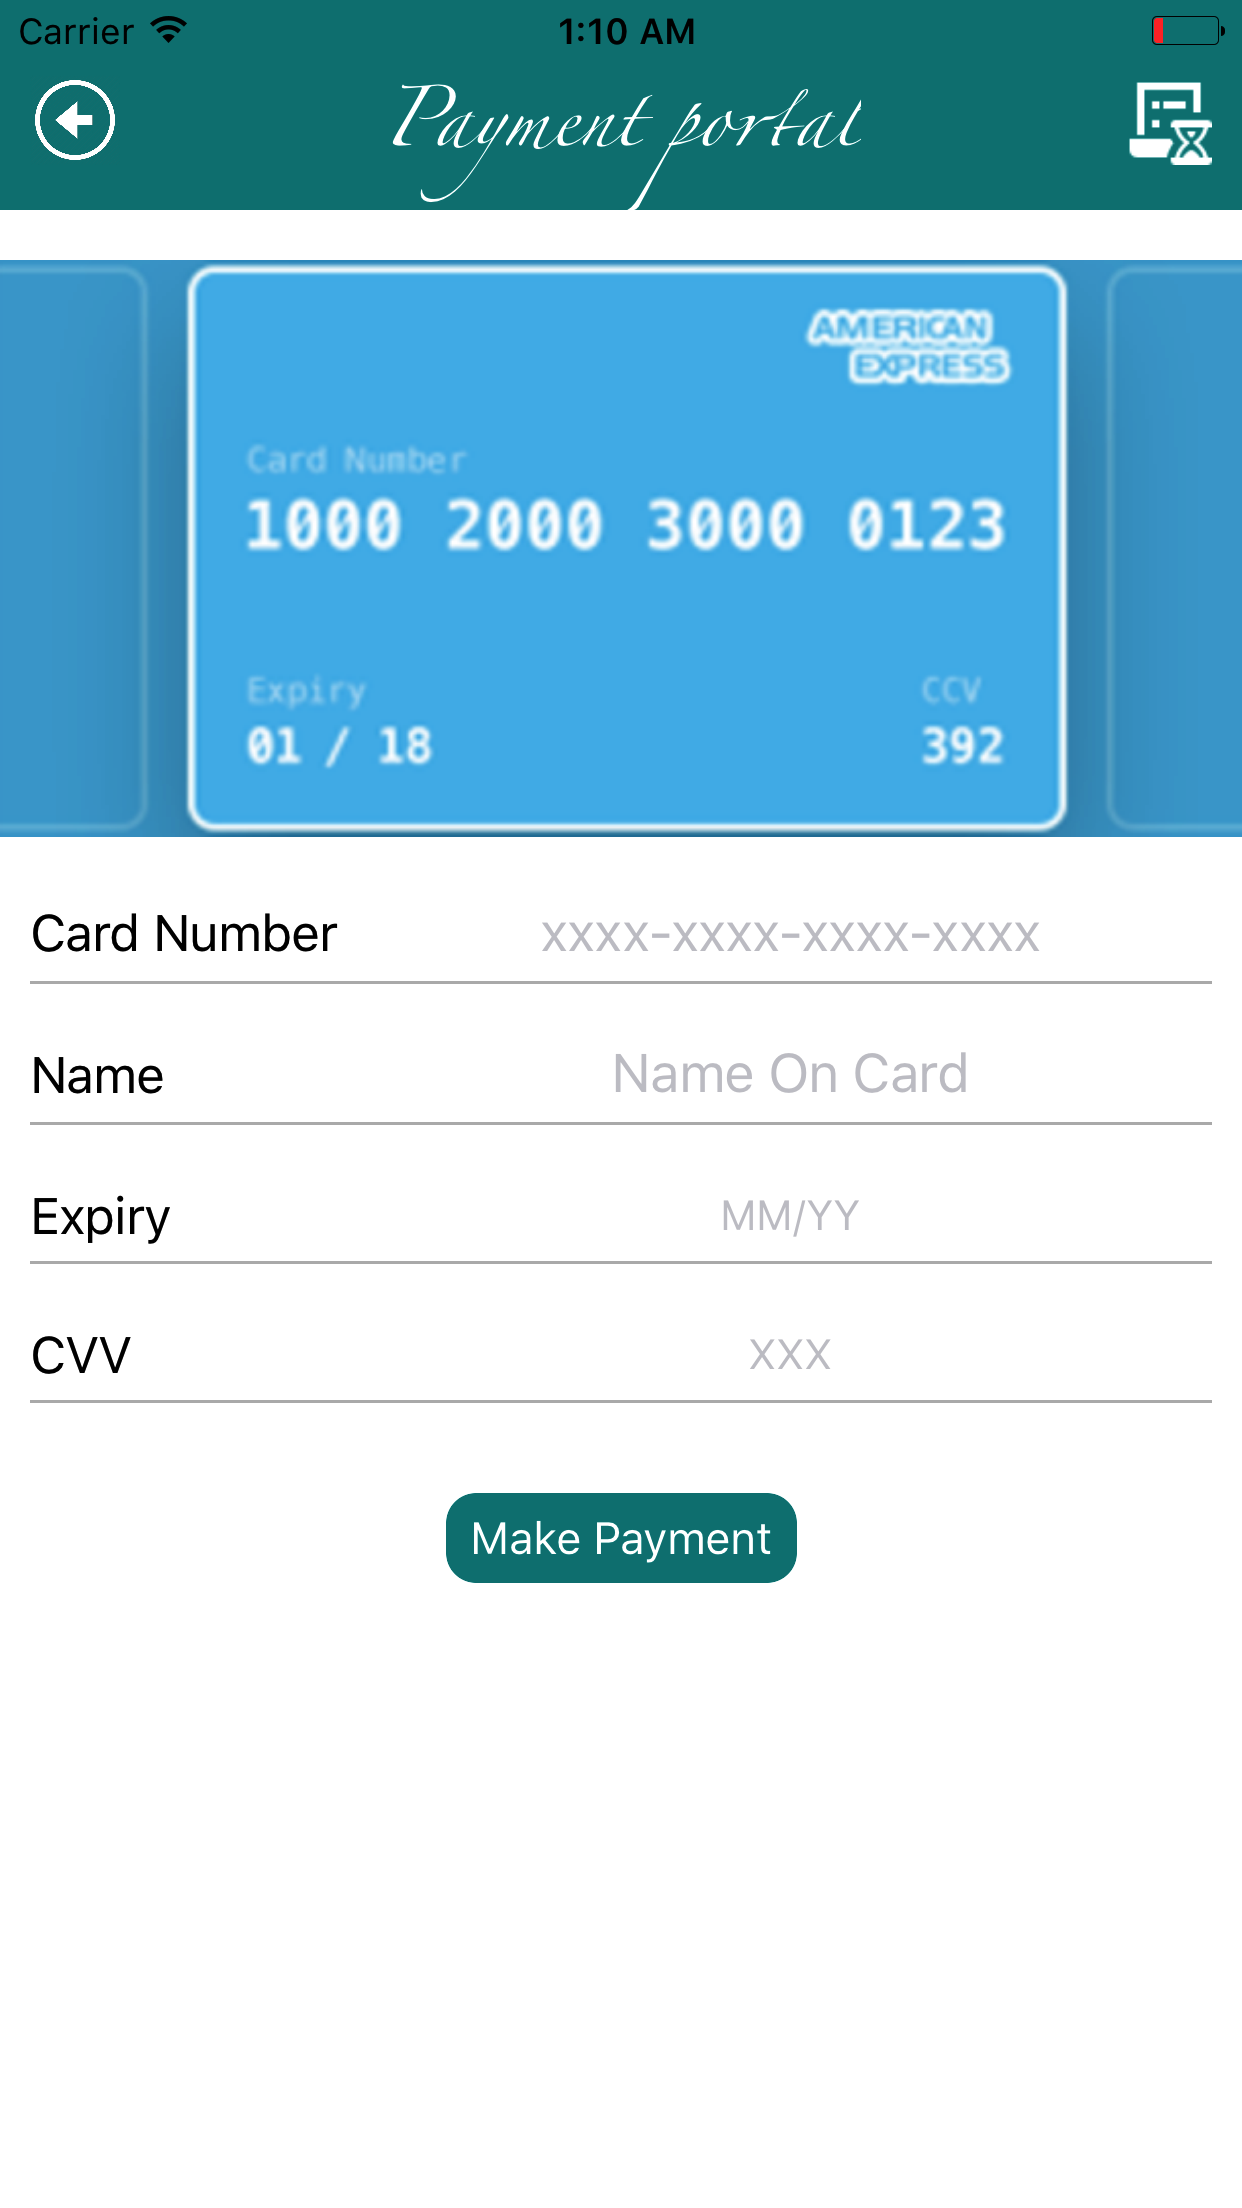 Carrier 1:10 AM
Payment portal
AMERICAN
EXPRESS
Card Number
1000 2000 3000 0123
Expiry CCV
01 / 18 392
Card Number xxxx-xxxx-xxxx-xxxx
Name Name On Card
Expiry MM/YY
CVV XXX
Make Payment